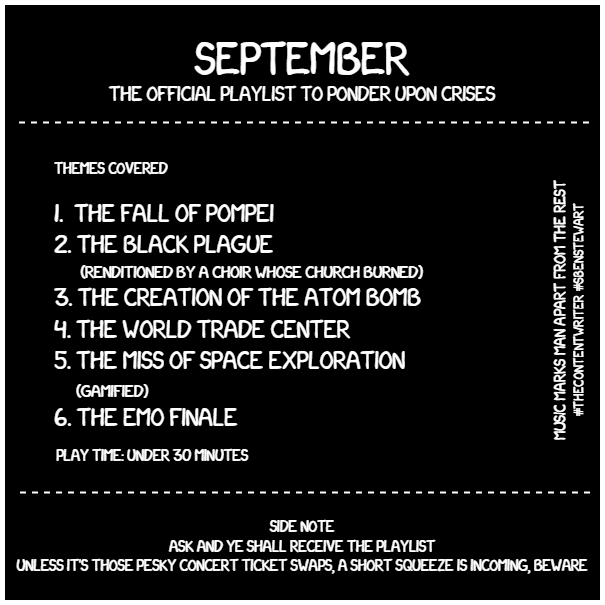 SEPTEMBER
THE OFFICIAL PLAYLIST TO PONDER UPON CRISES
THEMES COVERED
1. THE FALL OF POMPEI
2. THE BLACK PLAGUE
(RENDITIONED BY A CHOIR WHOSE CHURCH BURNED)
3. THE CREATION OF THE ATOM BOMB
4. THE WORLD TRADE CENTER
5. THE MISS OF SPACE EXPLORATION
(GAMIFIED)
6. THE EMO FINALE
PLAY TIME: UNDER 30 MINUTES
MUSIC MARKS MAN APART FROM THE REST
#THECONTENTWRITER #SBENSTEWART
SIDE NOTE
ASK AND YE SHALL RECEIVE THE PLAYLIST
UNLESS IT'S THOSE PESKY CONCERT TICKET SWAPS, A SHORT SQUEEZE IS INCOMING, BEWARE